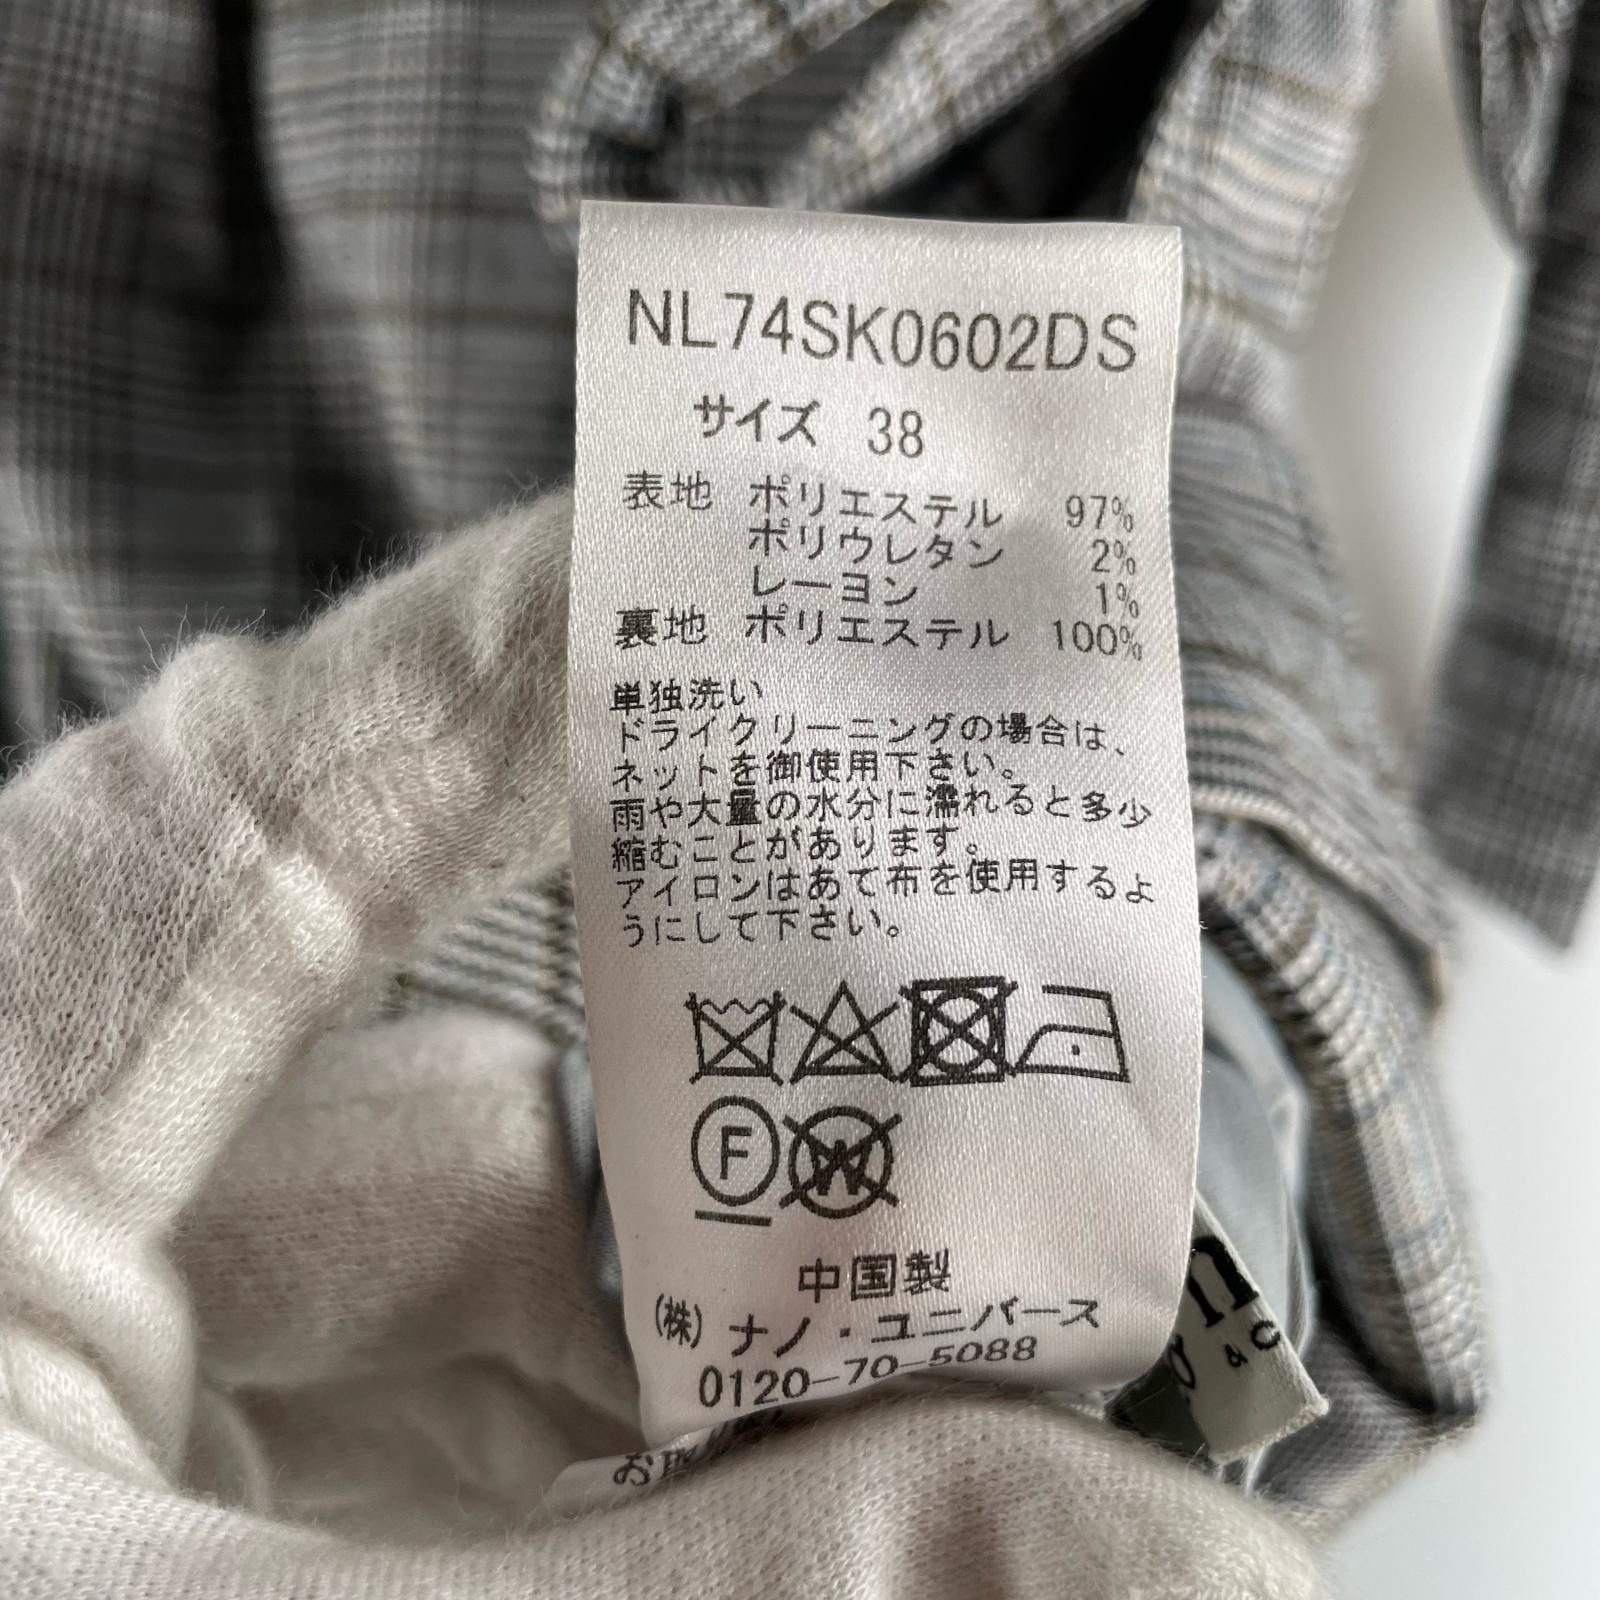 NL74SK0602DS
サイズ 38
表地 ポリエステル 97%
ポリウレタン 2%
レーヨン 1%
裏地 ポリエステル 100%
単独洗い
ドライクリーニングの場合は、
ネットを御使用下さい。
雨や大量の水分に濡れると多少
縮むことがあります。
アイロンはあて布を使用するよ
うにして下さい。
F W
中国製
(株) ナノ・ユニバース
0120-70-5088